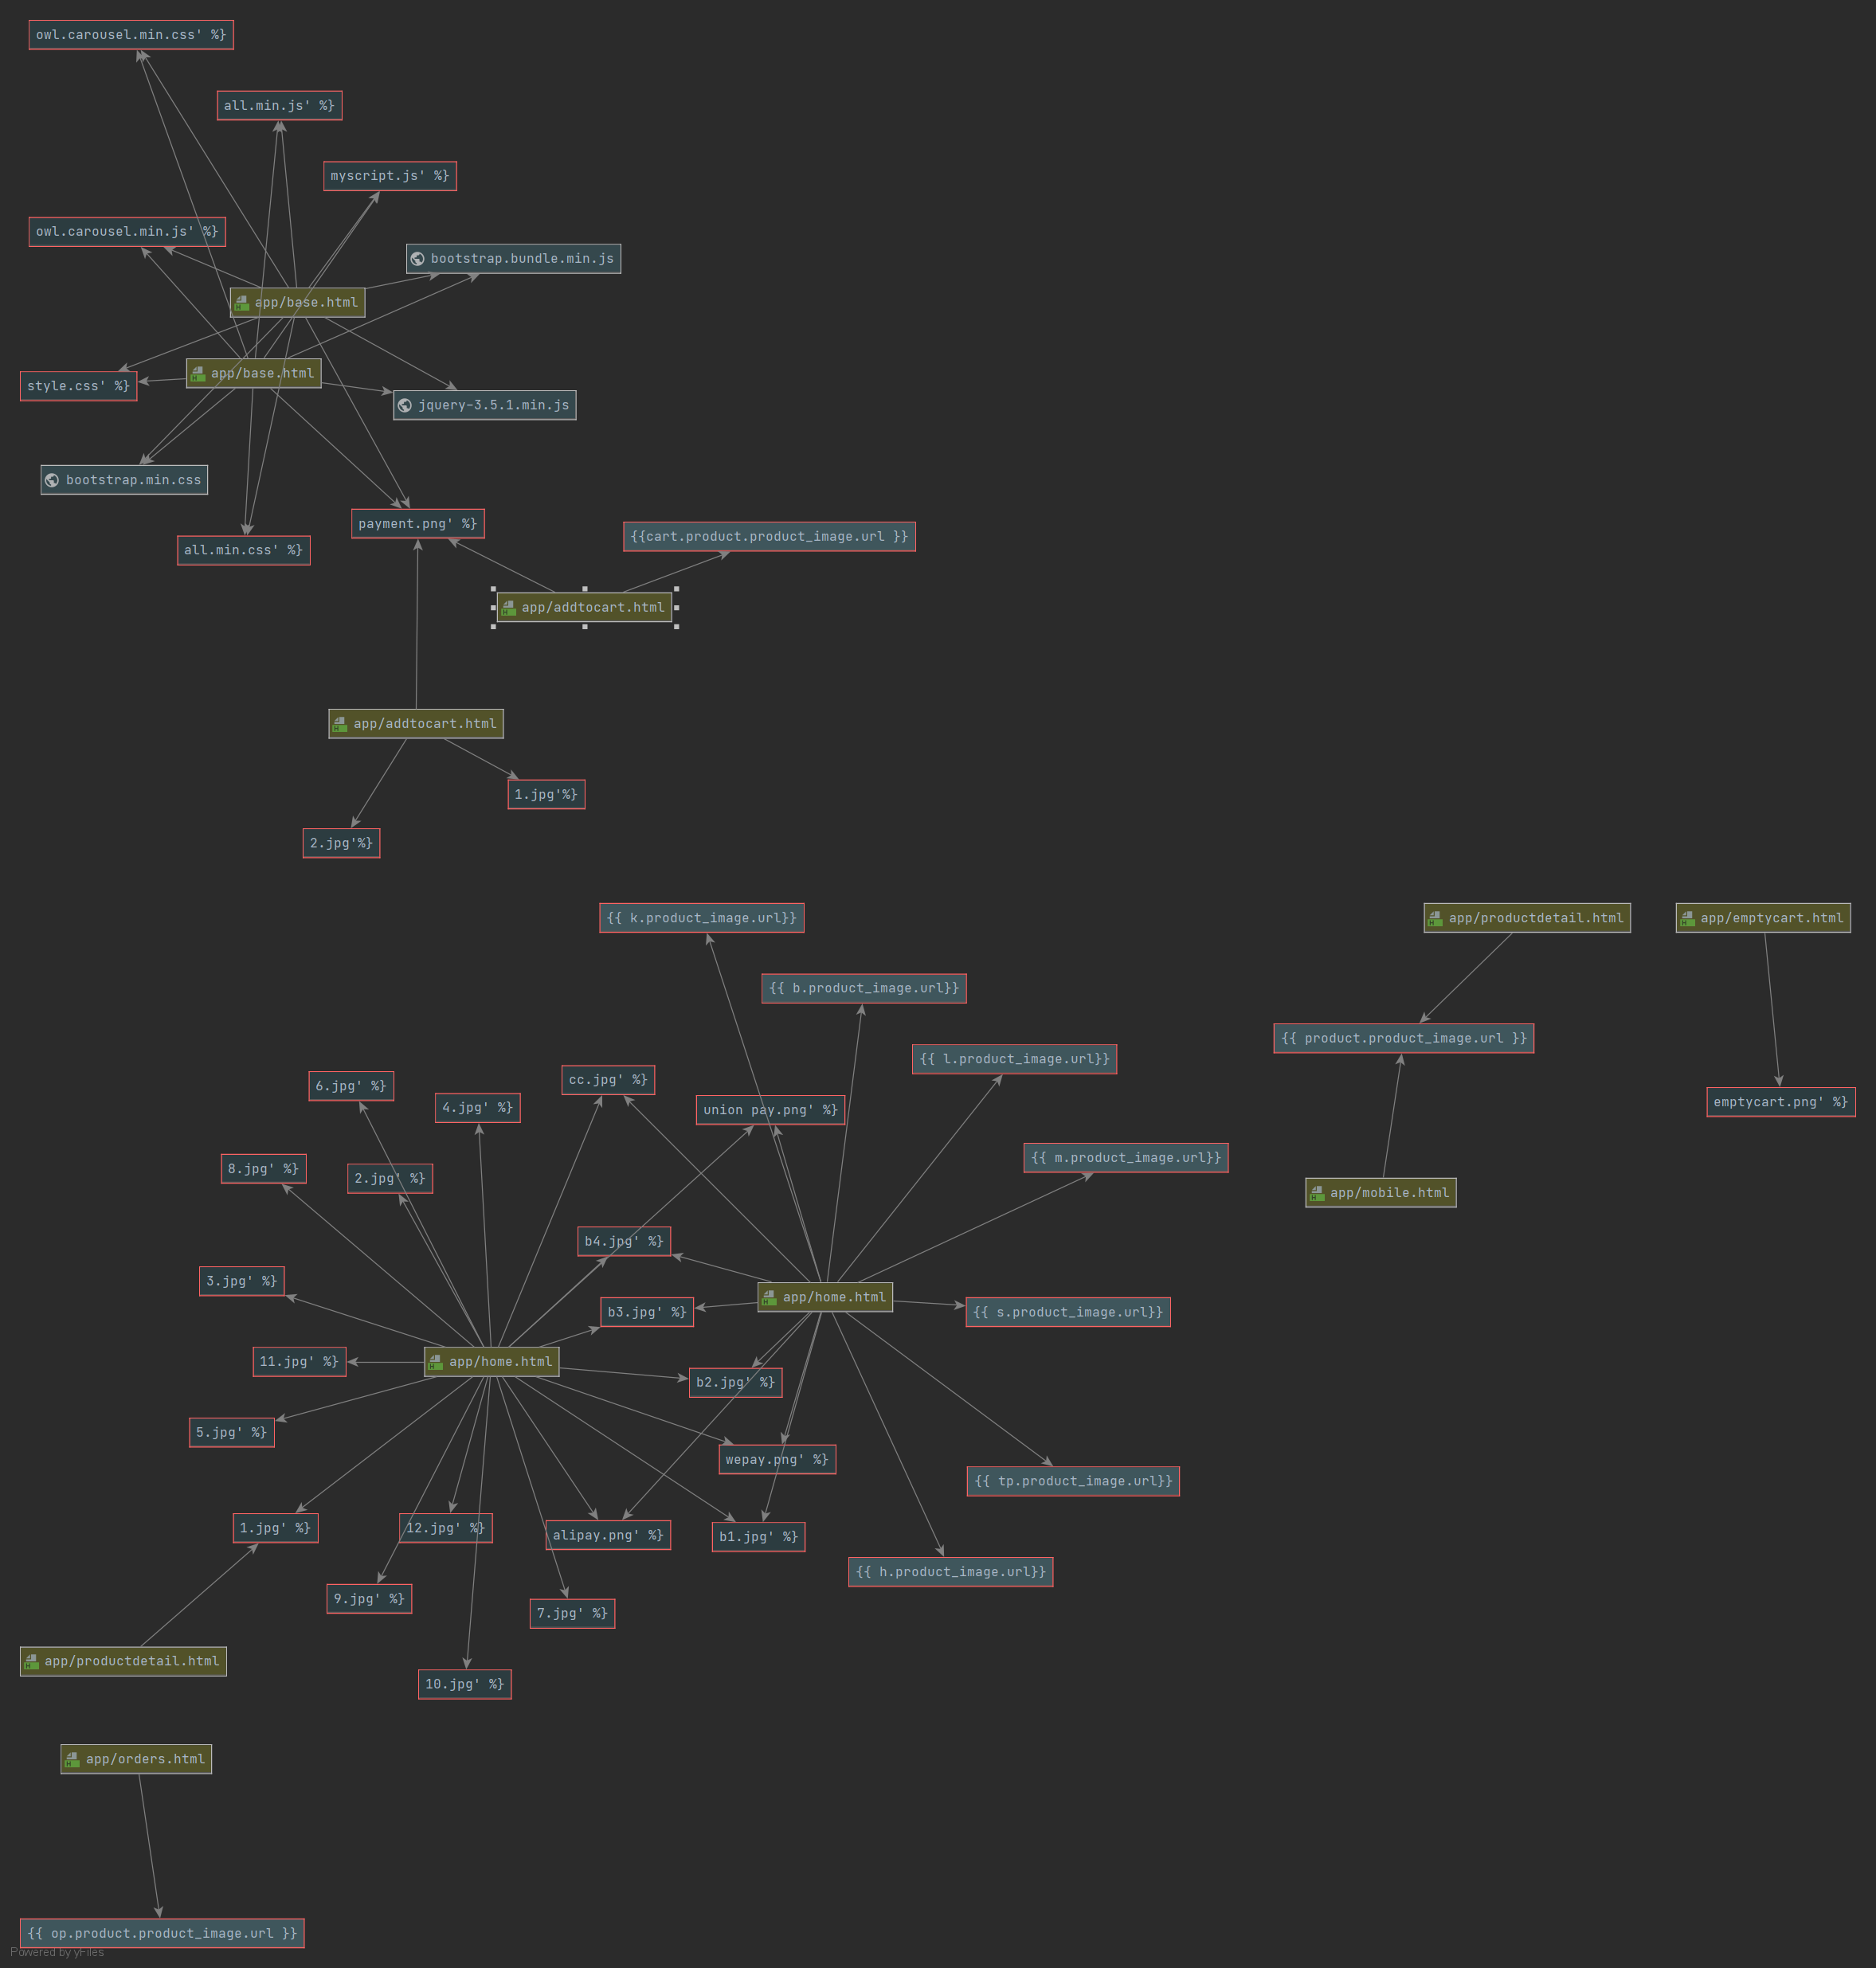 owl.carousel.min.css' %}
all.min.js' %}
myscript.js' %}
owl.carousel.min.js' %}
bootstrap.bundle.min.js
app/base.html
app/base.html
style.css' %}
jquery-3.5.1.min.js
bootstrap.min.css
payment.png' %}
{{cart.product.product_image.url }}
all.min.css' %}
app/addtocart.html
app/addtocart.html
1.jpg'%}
2.jpg'%}
{{ k.product_image.url}}
app/productdetail.html
app/emptycart.html
{{ b.product_image.url}}
{{ product.product_image.url }}
{{ l.product_image.url}}
cc.jpg' %}
6.jpg' %}
emptycart.png' %}
4.jpg' %}
union pay.png' %}
{{ m.product_image.url}}
8.jpg' %}
2.jpg' %}
app/mobile.html
b4.jpg' %}
3.jpg' %}
app/home.html
b3.jpg' %}
{{ s.product_image.url}}
11.jpg' %}
app/home.html
b2.jpg' %}
5.jpg' %}
wepay.png' %}
{{ tp.product_image.url}}
1.jpg' %}
12.jpg' %}
alipay.png' %}
b1.jpg' %}
{{ h.product_image.url}}
9.jpg' %}
7.jpg' %}
app/productdetail.html
10.jpg' %}
app/orders.html
{{ op.product.product_image.url }}
Powered by yFiles